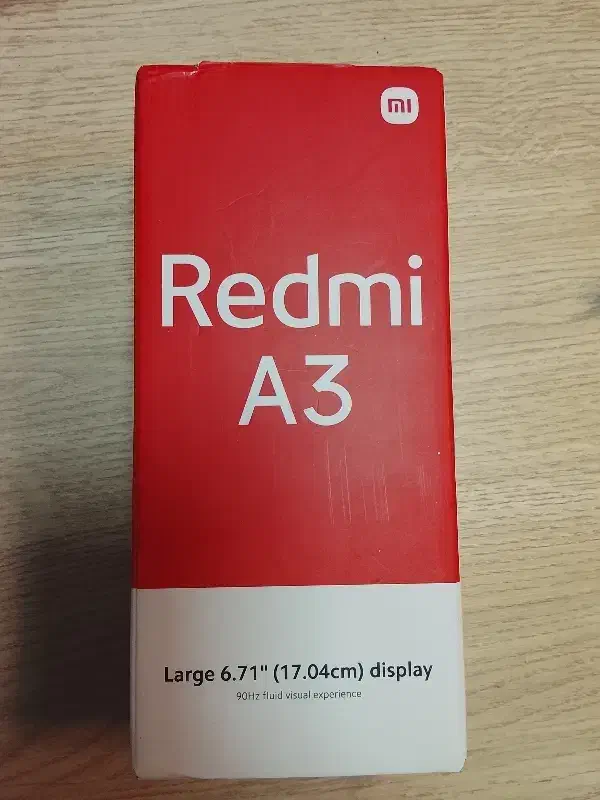 mi
Redmi
A3
Large 6.71" (17.04cm) display
90Hz fluid visual experience